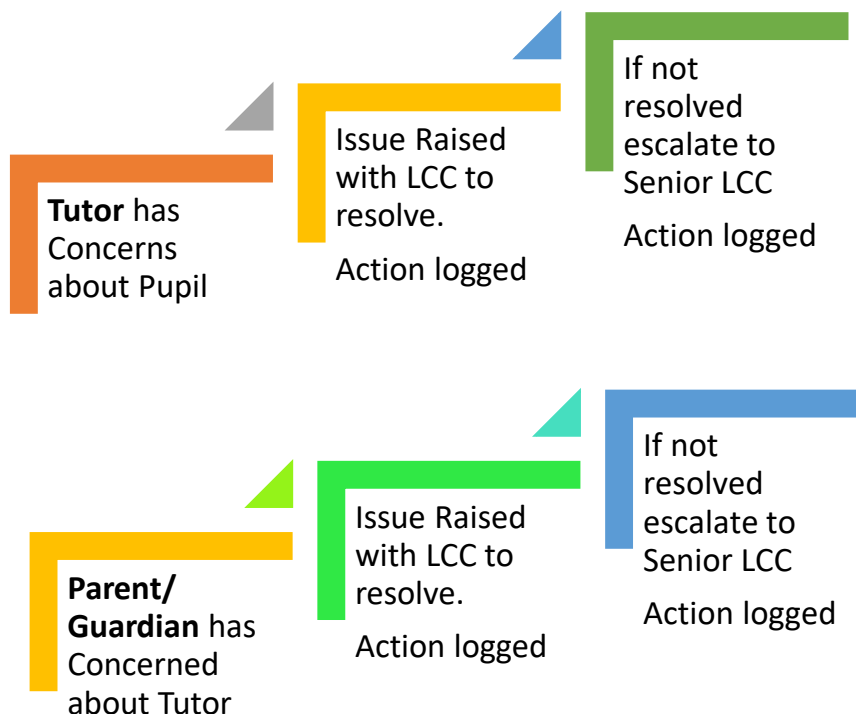 Tutor has
Concerns
about Pupil
Issue Raised
with LCC to
resolve.
Action logged
If not
resolved
escalate to
Senior LCC
Action logged
Parent/
Guardian has
Concerned
about Tutor
Issue Raised
with LCC to
resolve.
Action logged
If not
resolved
escalate to
Senior LCC
Action logged